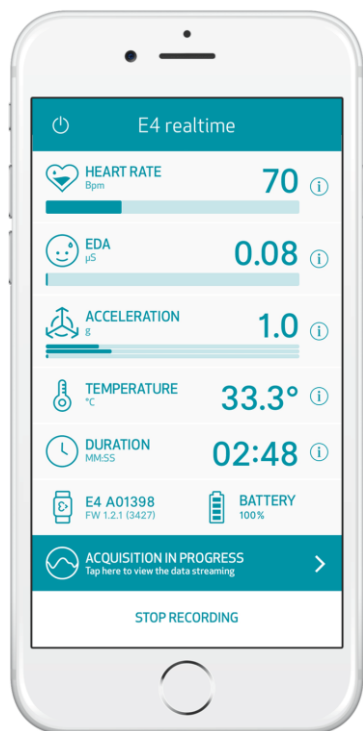 E4 realtime
HEART RATE
Bpm
70
EDA
µS
0.08
ACCELERATION
g
1.0
TEMPERATURE
°C
33.3°
DURATION
MM:SS
02:48
E4 A01398
FW 1.2.1 (3427)
BATTERY
100%
ACQUISITION IN PROGRESS
Tap here to view the data streaming
STOP RECORDING